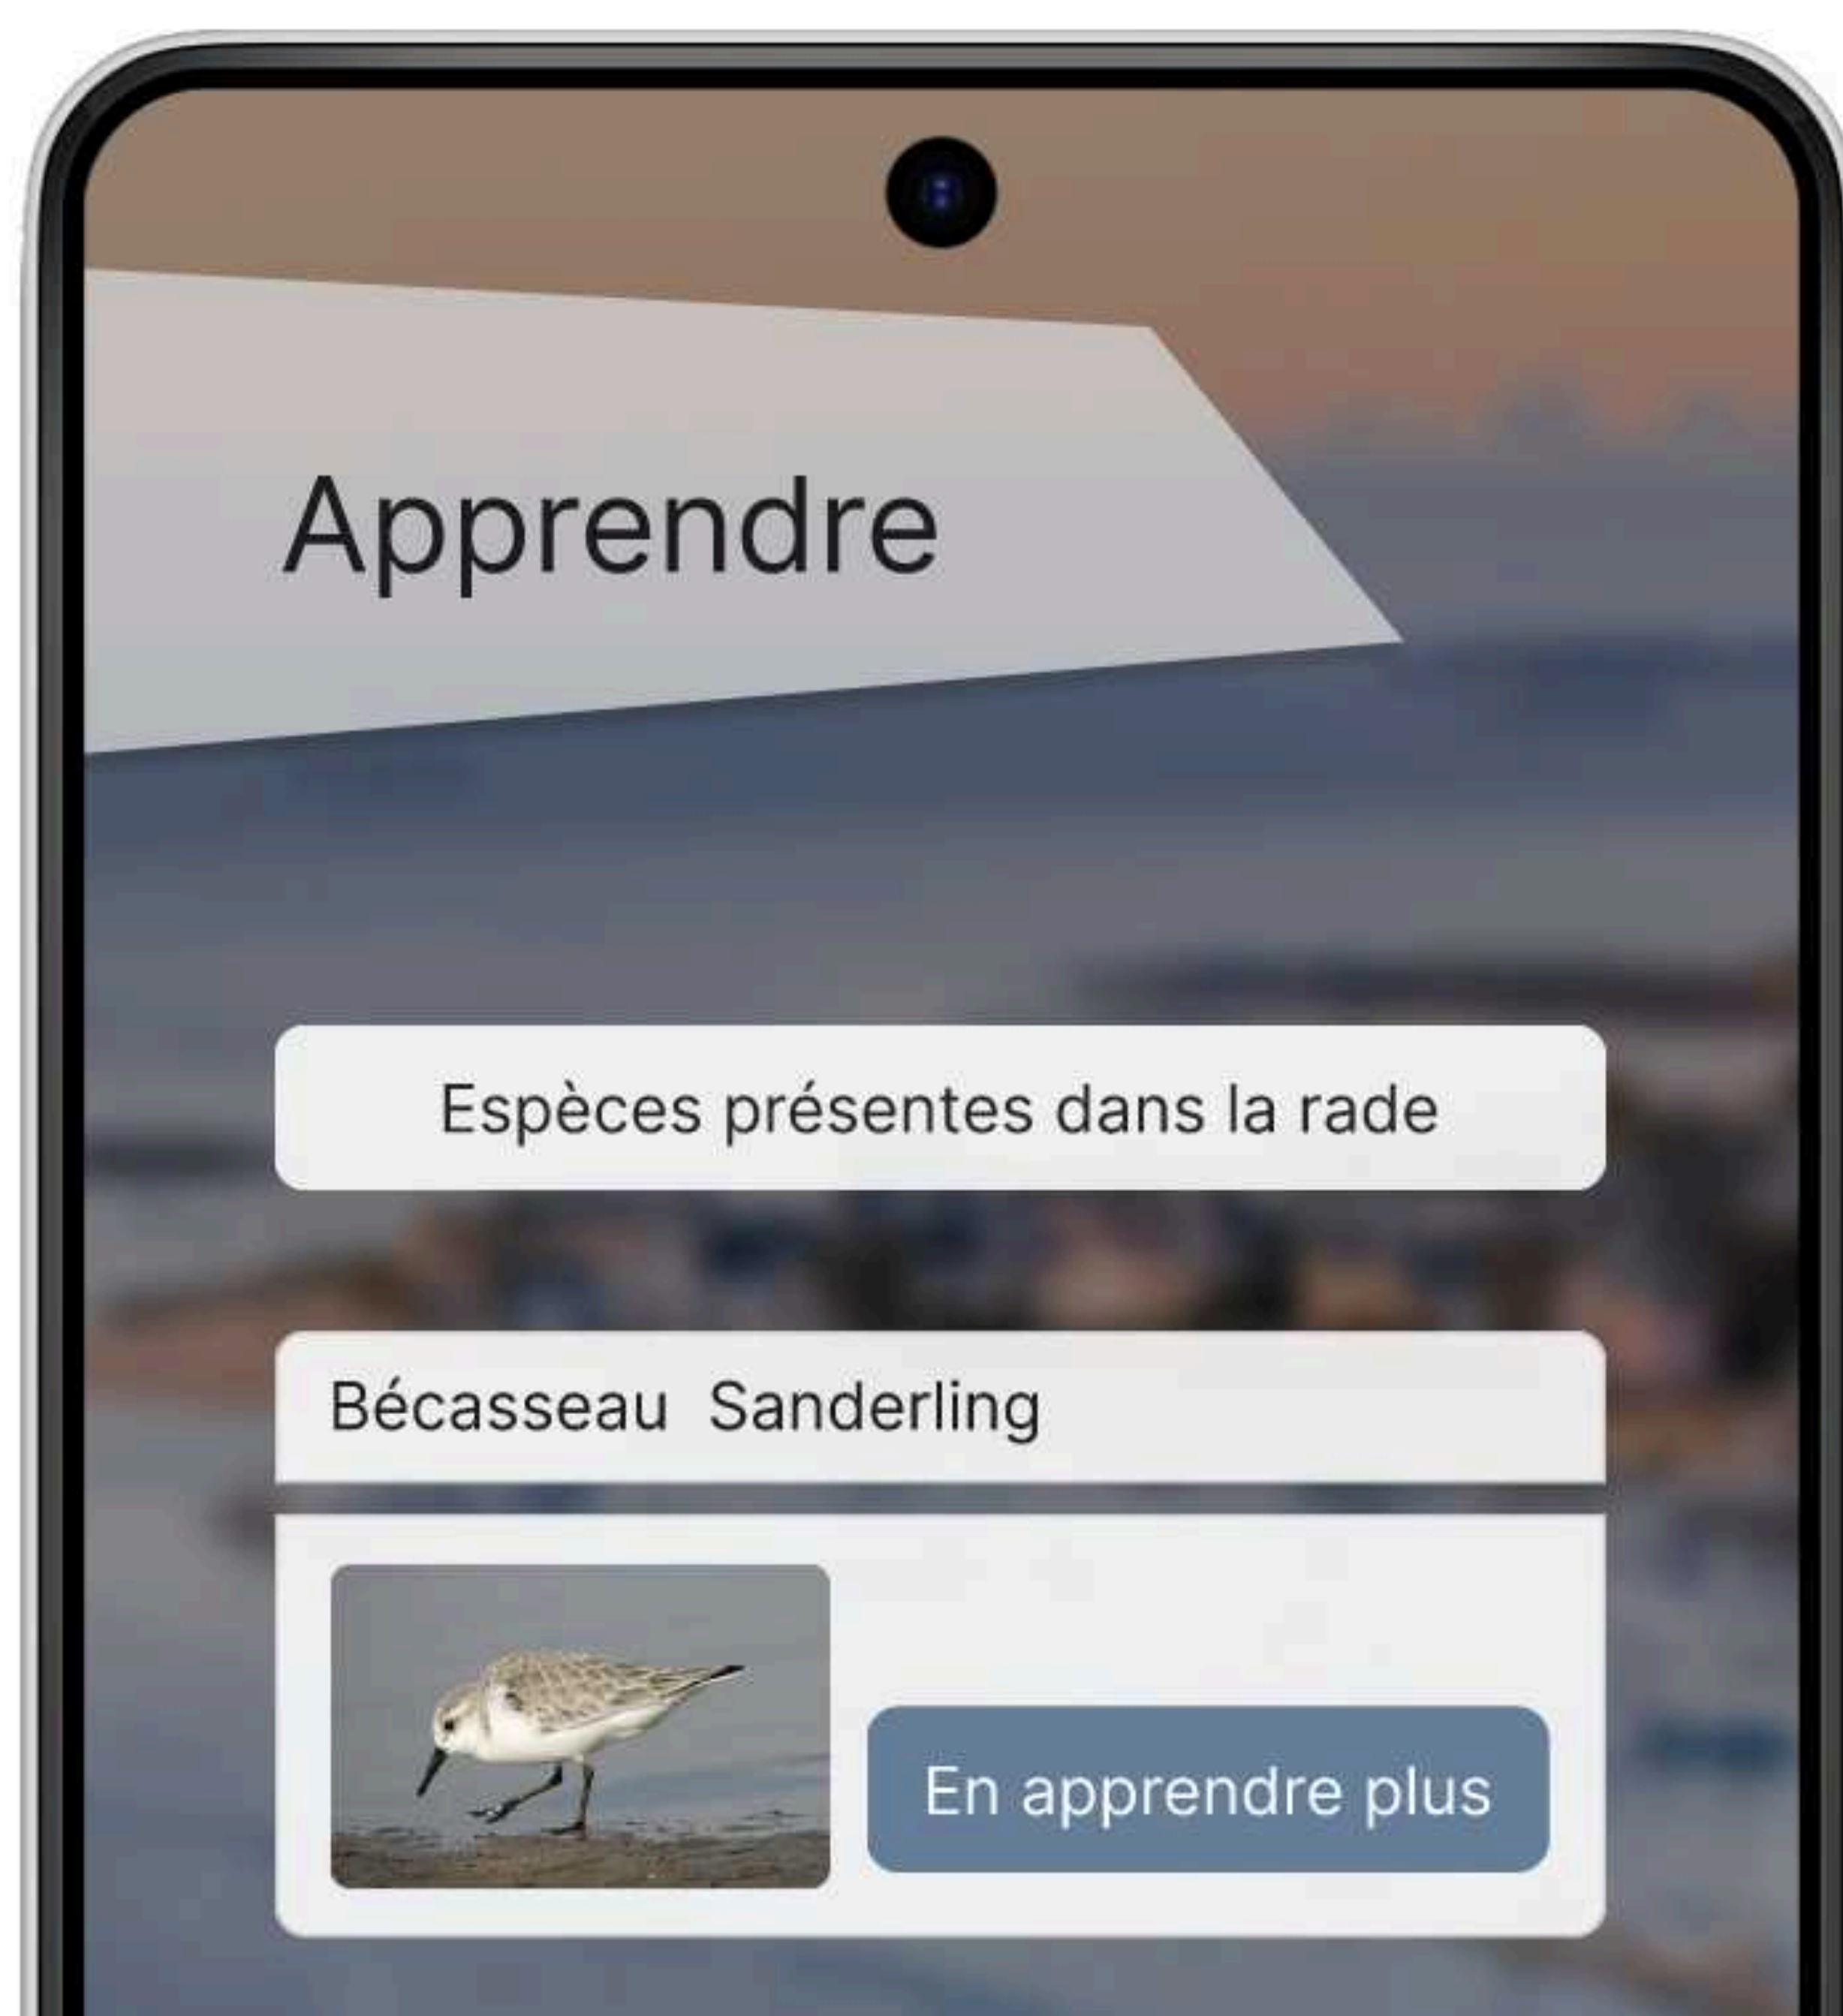 Apprendre
Espèces présentes dans la rade
Bécasseau Sanderling
En apprendre plus